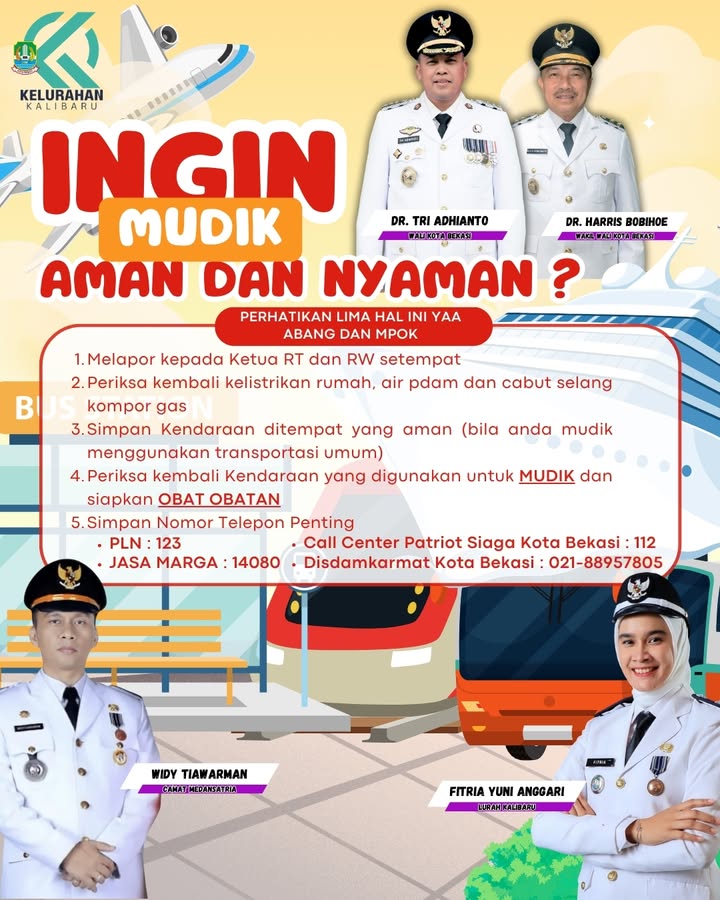 KELURAHAN
KALIBARU
INGIN
MUDIK
AMAN DAN NYAMAN ?
DR. TRI ADHIANTO
WALI KOTA BEKASI
DR. HARRIS BOBIHOE
WAKIL WALI KOTA BEKASI
PERHATIKAN LIMA HAL INI YAA
ABANG DAN MPOK
1. Melapor kepada Ketua RT dan RW setempat
2. Periksa kembali kelistrikan rumah, air pdam dan cabut selang
kompor gas
3. Simpan Kendaraan ditempat yang aman (bila anda mudik
menggunakan transportasi umum)
4. Periksa kembali Kendaraan yang digunakan untuk MUDIK dan
siapkan OBAT OBATAN
5. Simpan Nomor Telepon Penting
• PLN : 123
• Call Center Patriot Siaga Kota Bekasi : 112
• JASA MARGA : 14080
• Disdamkarmat Kota Bekasi : 021-88957805
BUS STATION
WIDY TIAWARMAN
CAMAT MEDANSATRIA
FITRIA YUNI ANGGARI
LURAH KALIBARU
FITRIA